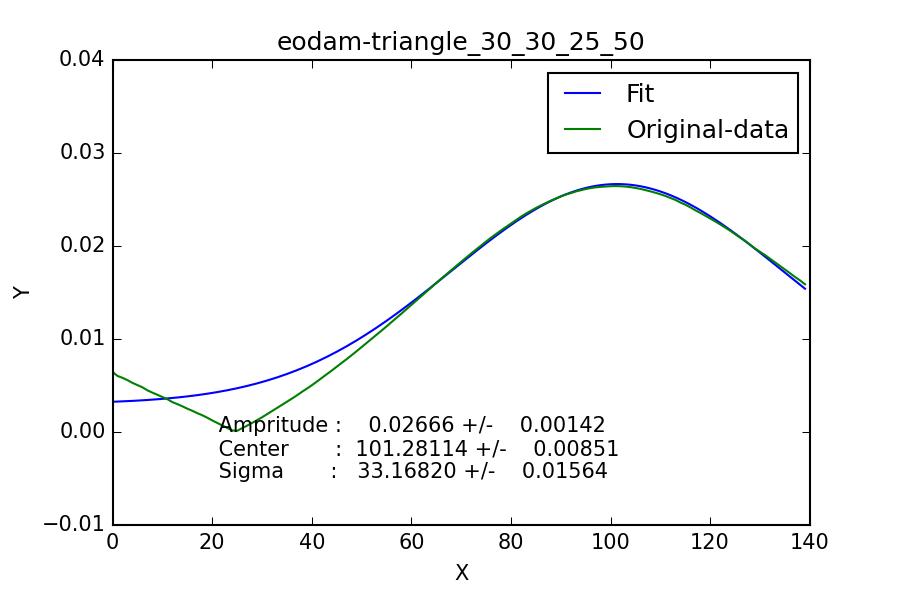 eodam-triangle_30_30_25_50
0.04
0.03
0.02
0.01
0.00
−0.01
Y
Fit
Original-data
Ampritude : 0.02666 +/- 0.00142
Center : 101.28114 +/- 0.00851
Sigma : 33.16820 +/- 0.01564
0 20 40 60 80 100 120 140
X